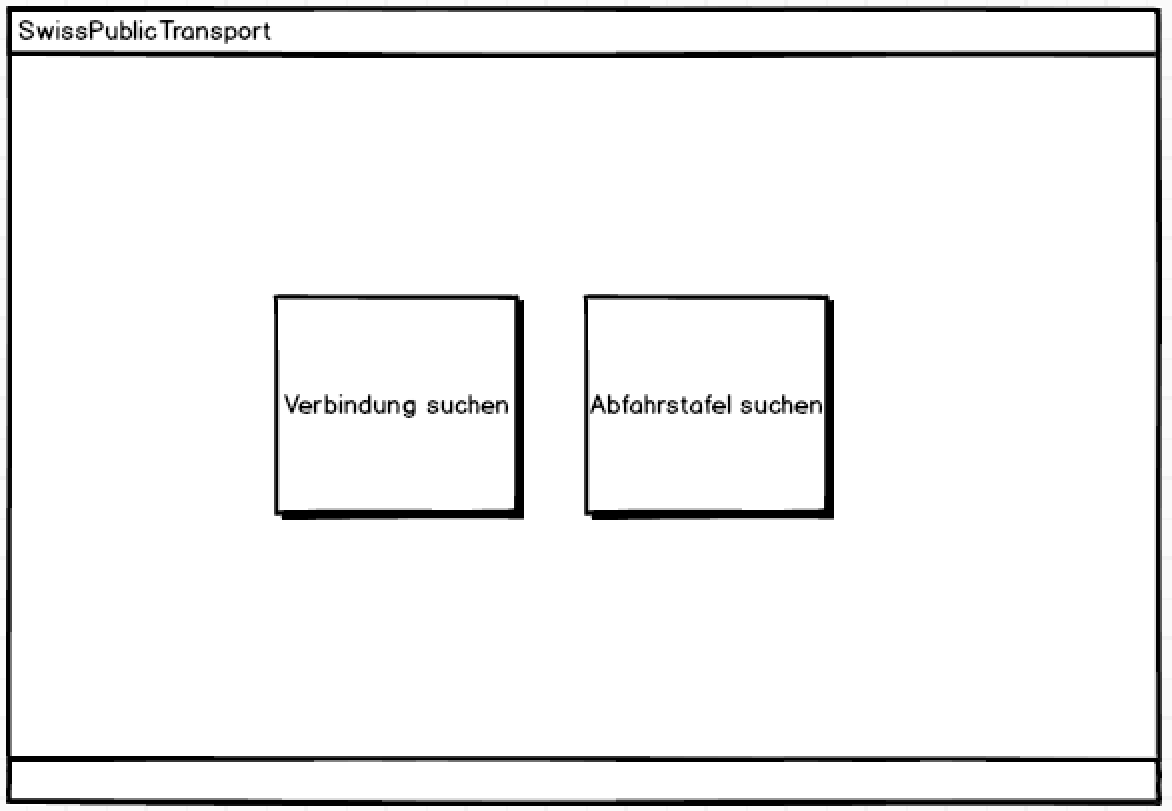 SwissPublicTransport
Verbindung suchen
Abfahrstafel suchen